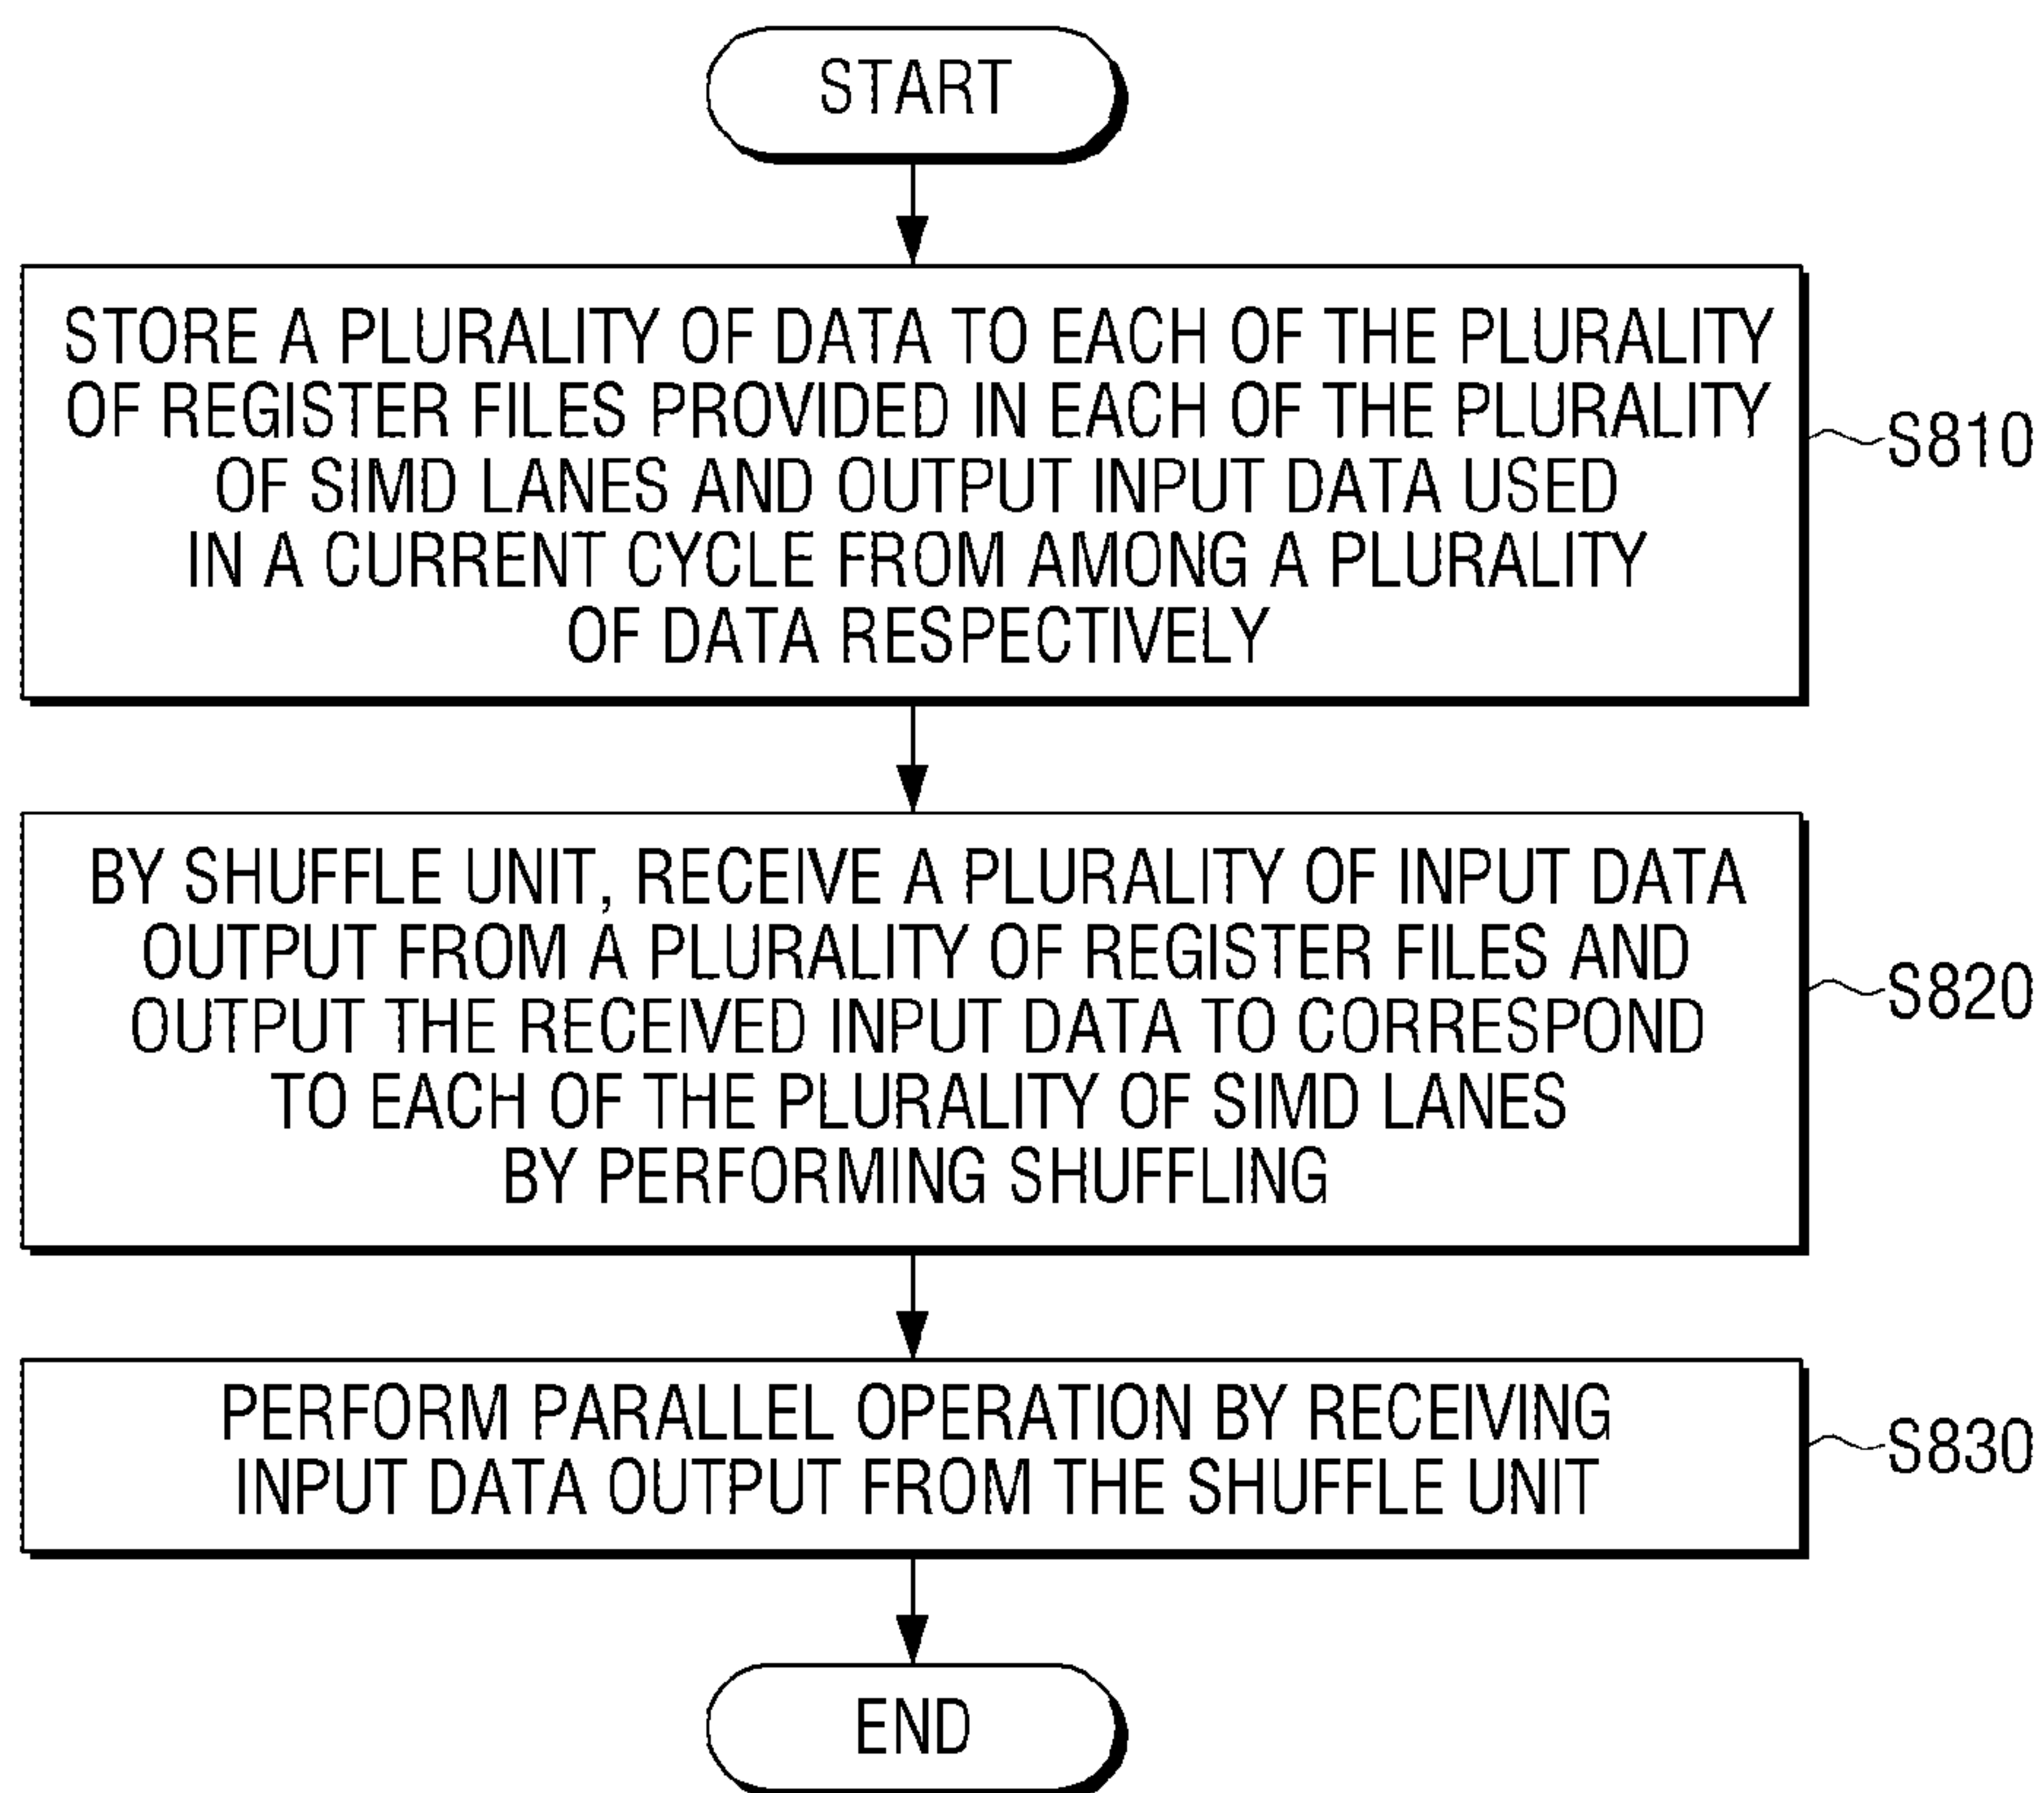 START
STORE A PLURALITY OF DATA TO EACH OF THE PLURALITY
OF REGISTER FILES PROVIDED IN EACH OF THE PLURALITY
OF SIMD LANES AND OUTPUT INPUT DATA USED
IN A CURRENT CYCLE FROM AMONG A PLURALITY
OF DATA RESPECTIVELY
S810
BY SHUFFLE UNIT, RECEIVE A PLURALITY OF INPUT DATA
OUTPUT FROM A PLURALITY OF REGISTER FILES AND
OUTPUT THE RECEIVED INPUT DATA TO CORRESPOND
TO EACH OF THE PLURALITY OF SIMD LANES
BY PERFORMING SHUFFLING
S820
PERFORM PARALLEL OPERATION BY RECEIVING
INPUT DATA OUTPUT FROM THE SHUFFLE UNIT
S830
END